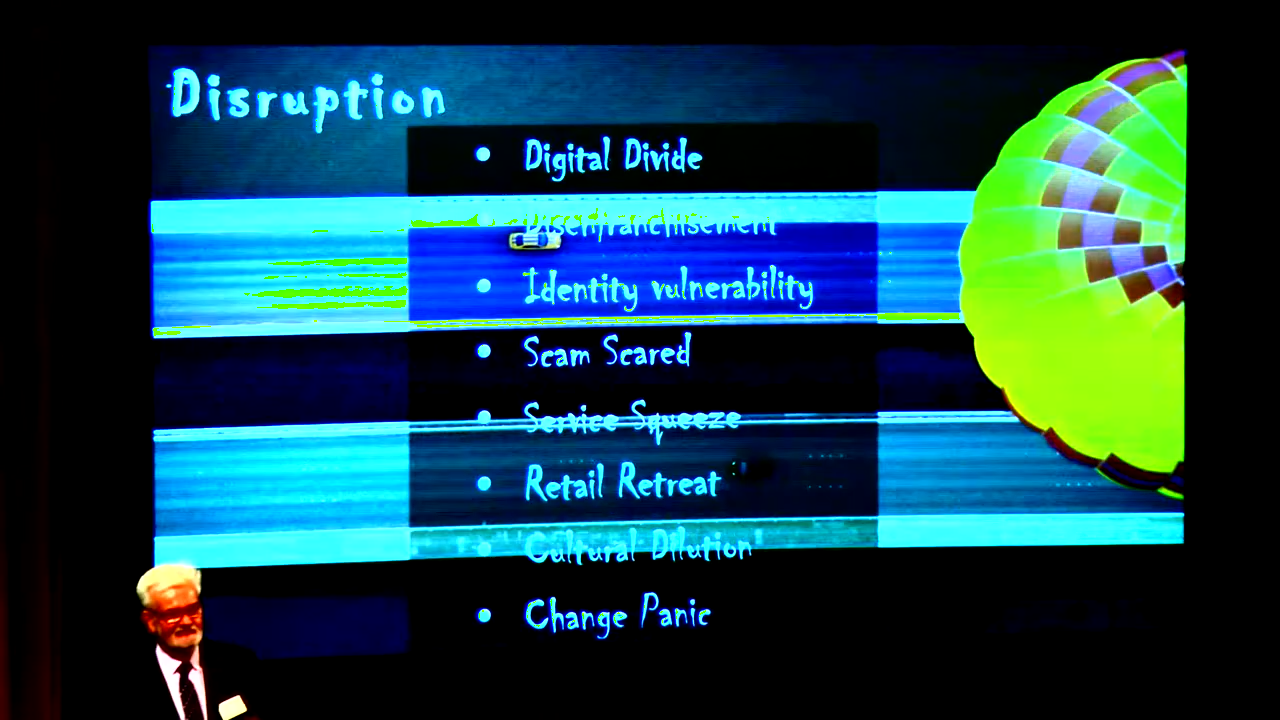 Disruption
• Digital Divide
• Disenfranchisement
• Identity vulnerability
• Scam Scared
• Service Squeeze
• Retail Retreat
• Cultural Dilution
• Change Panic